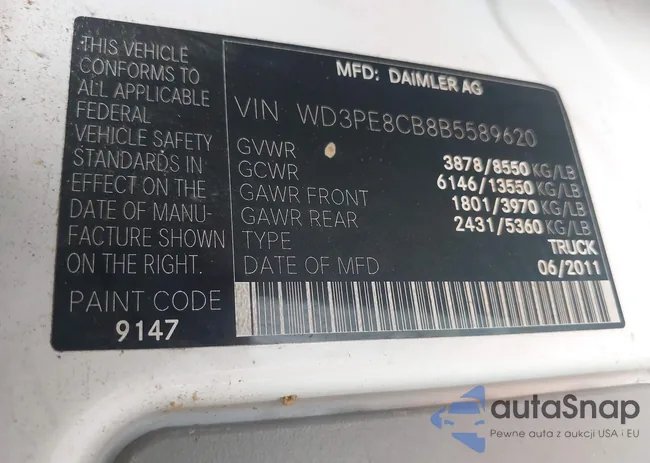 THIS VEHICLE
CONFORMS TO
ALL APPLICABLE
FEDERAL
VEHICLE SAFETY
STANDARDS IN
EFFECT ON THE
DATE OF MANU-
FACTURE SHOWN
ON THE RIGHT.
PAINT CODE
9147
MFD: DAIMLER AG
VIN WD3PE8CB8B5589620
GVWR 3878/8550 KG/LB
GCWR 6146/13550 KG/LB
GAWR FRONT 1801/3970 KG/LB
GAWR REAR 2431/5360 KG/LB
TYPE TRUCK
DATE OF MFD 06/2011
autaSnap
Pewne auta z aukcji USA i EU